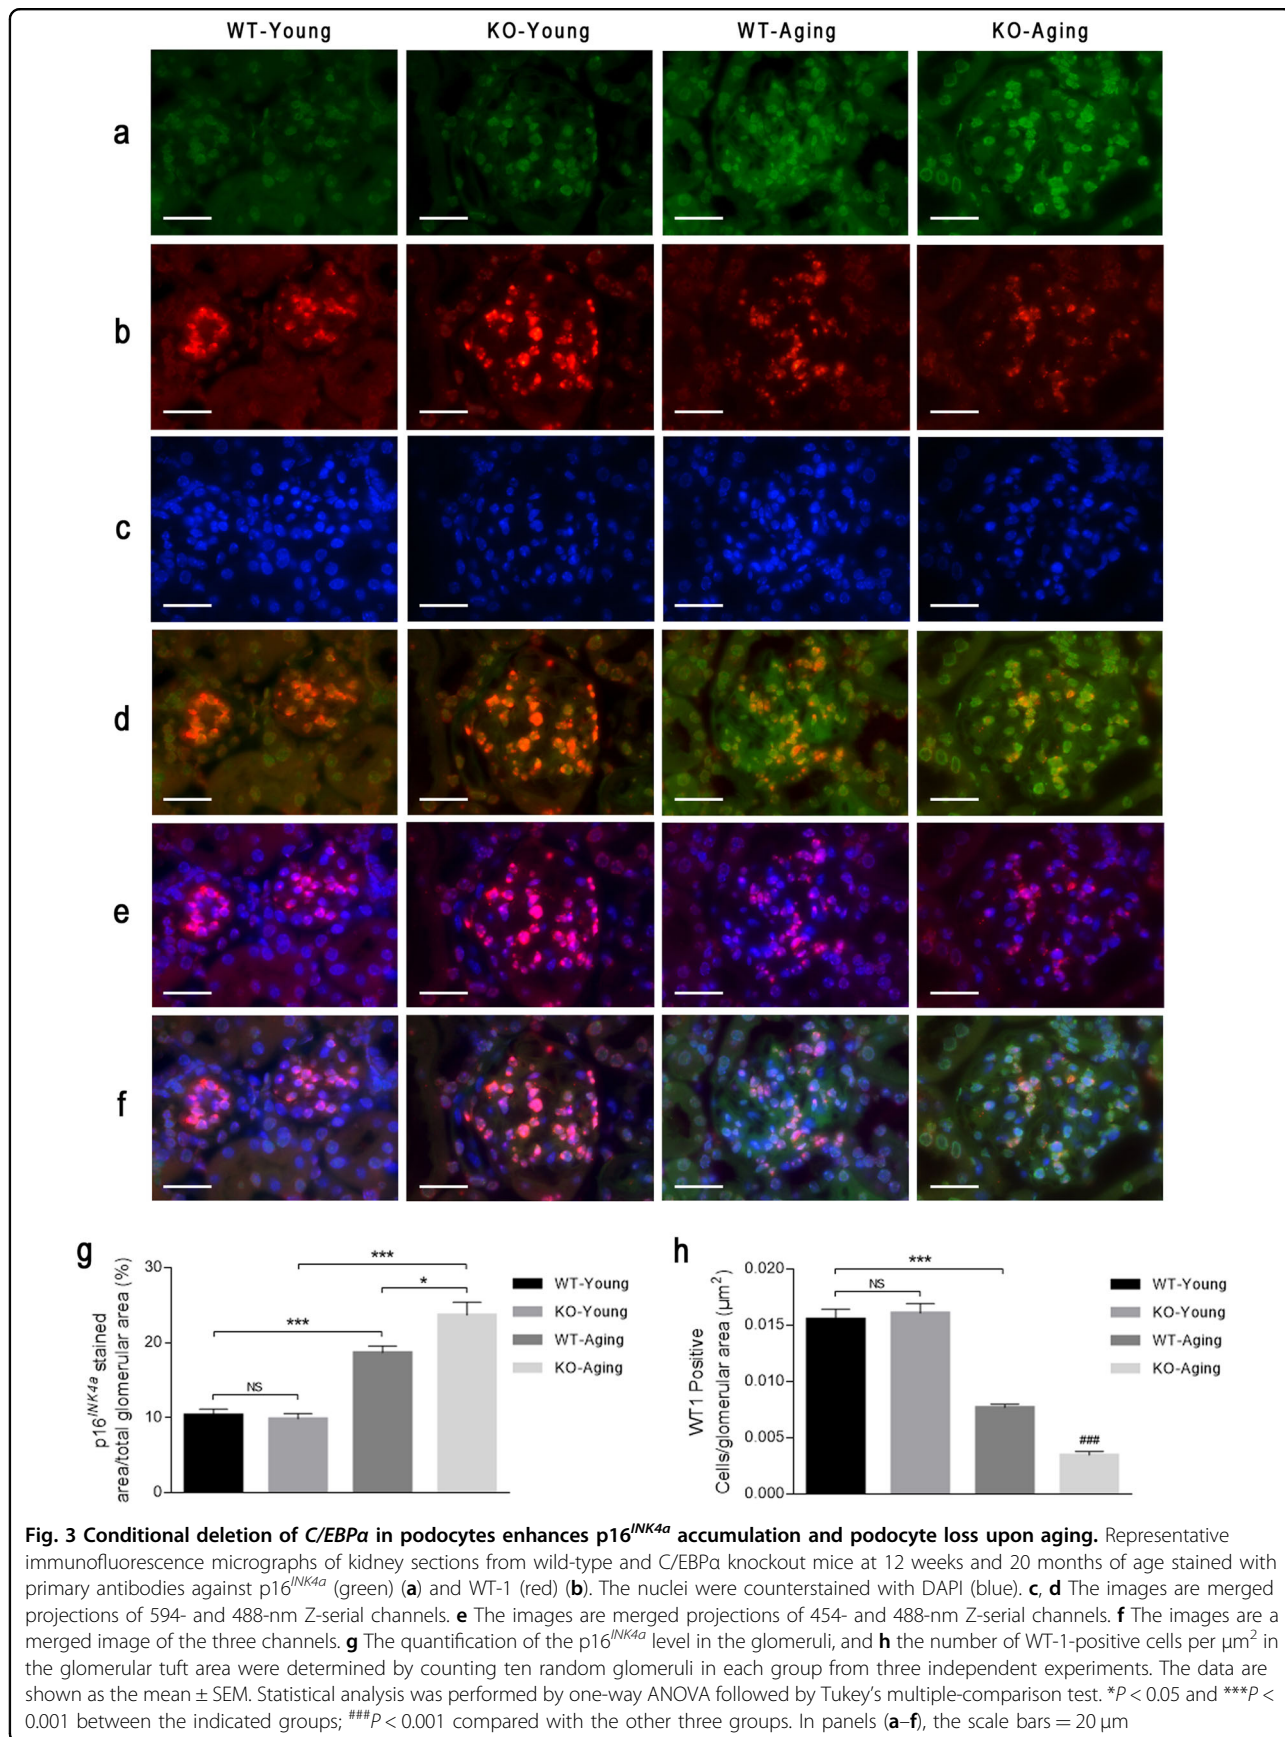 WT-Young KO-Young WT-Aging KO-Aging
a
b
c
d
e
f
g
p16INK4a stained
area/total glomerular area (%)
30
20
10
0
***
*
***
NS
WT-Young
KO-Young
WT-Aging
KO-Aging
h
WT1 Positive
Cells/glomerular area (µm2)
0.020
0.015
0.010
0.005
0.000
***
NS
###
WT-Young
KO-Young
WT-Aging
KO-Aging
Fig. 3 Conditional deletion of C/EBPα in podocytes enhances p16INK4a accumulation and podocyte loss upon aging. Representative
immunofluorescence micrographs of kidney sections from wild-type and C/EBPα knockout mice at 12 weeks and 20 months of age stained with
primary antibodies against p16INK4a (green) (a) and WT-1 (red) (b). The nuclei were counterstained with DAPI (blue). c, d The images are merged
projections of 594- and 488-nm Z-serial channels. e The images are merged projections of 454- and 488-nm Z-serial channels. f The images are a
merged image of the three channels. g The quantification of the p16INK4a level in the glomeruli, and h the number of WT-1-positive cells per µm2 in
the glomerular tuft area were determined by counting ten random glomeruli in each group from three independent experiments. The data are
shown as the mean ± SEM. Statistical analysis was performed by one-way ANOVA followed by Tukey's multiple-comparison test. *P < 0.05 and ***P <
0.001 between the indicated groups; ###P < 0.001 compared with the other three groups. In panels (a–f), the scale bars = 20 µm